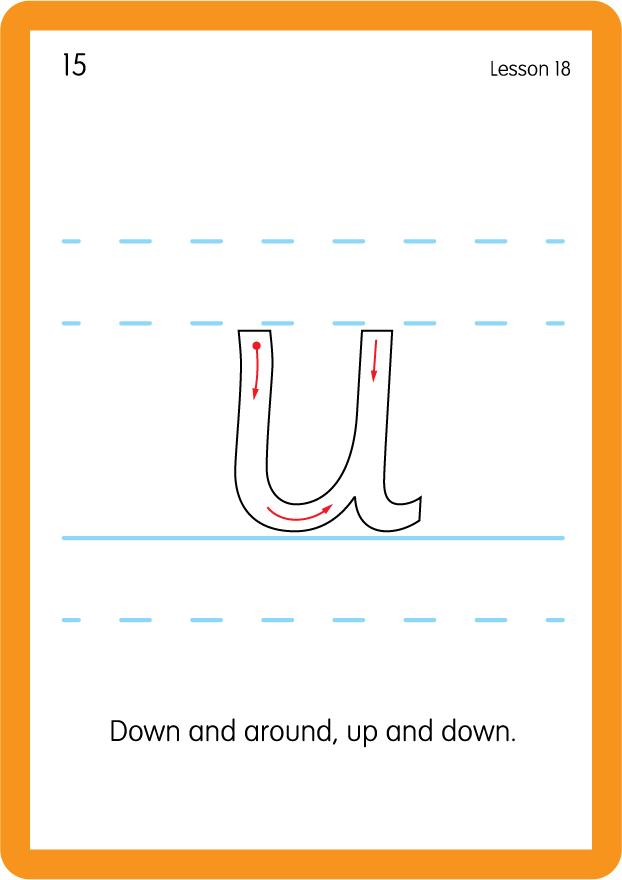 15
Lesson 18
u
Down and around, up and down.